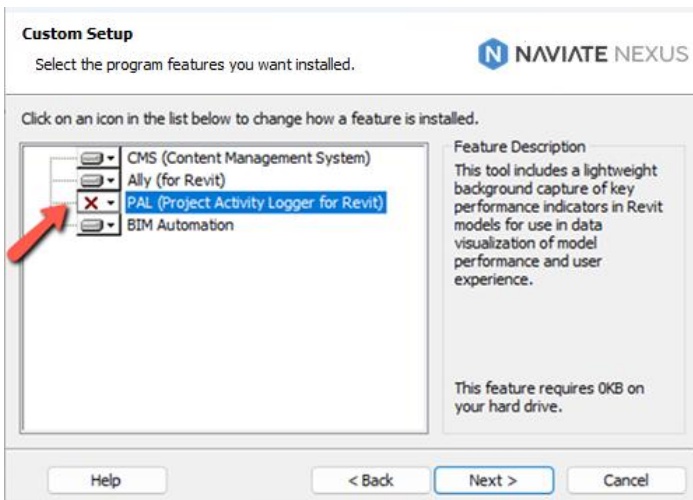 Custom Setup
Select the program features you want installed.
N NAVIATE NEXUS
Click on an icon in the list below to change how a feature is installed.
CMS (Content Management System)
Ally (for Revit)
PAL (Project Activity Logger for Revit)
BIM Automation
Feature Description
This tool includes a lightweight
background capture of key
performance indicators in Revit
models for use in data
visualization of model
performance and user
experience.
This feature requires 0KB on
your hard drive.
Help
< Back
Next >
Cancel